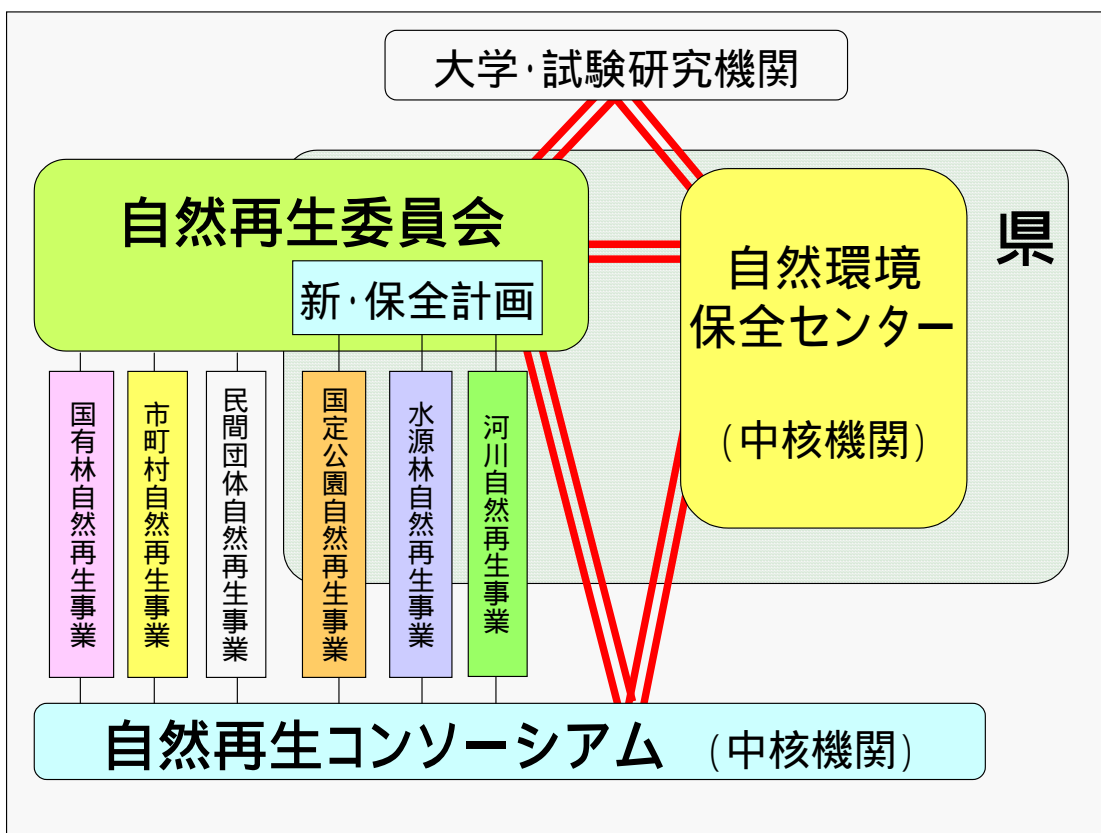 大学・試験研究機関
自然再生委員会
県
自然環境
保全センター
(中核機関)
新・保全計画
国有林自然再生事業
市町村自然再生事業
民間団体自然再生事業
国定公園自然再生事業
水源林自然再生事業
河川自然再生事業
自然再生コンソーシアム (中核機関)